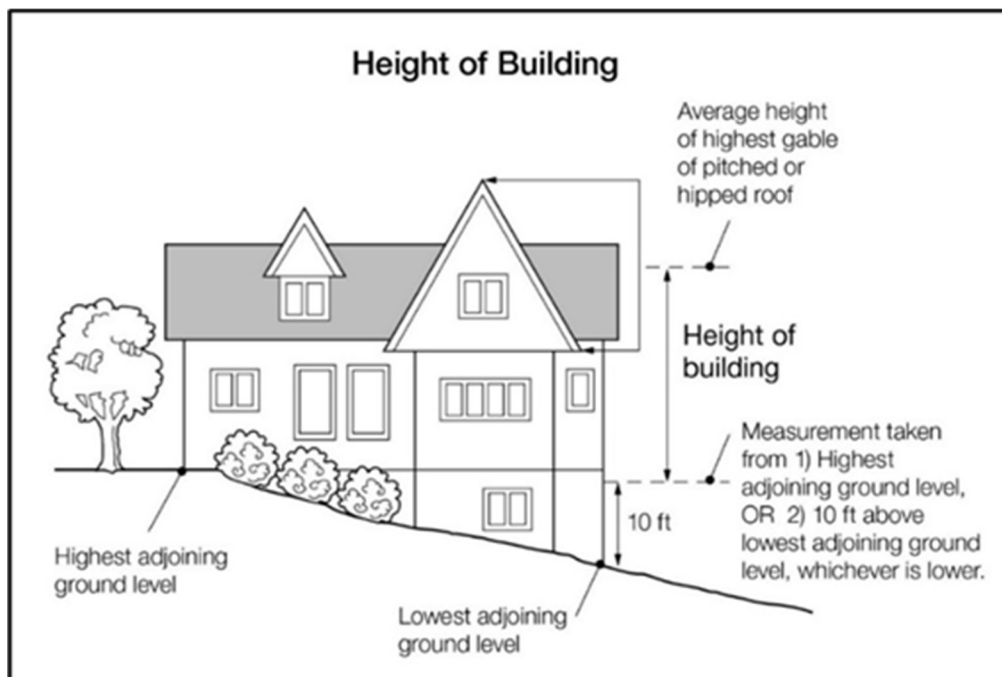 Height of Building
Average height
of highest gable
of pitched or
hipped roof
Height of
building
Measurement taken
from 1) Highest
adjoining ground level,
OR 2) 10 ft above
lowest adjoining ground
level, whichever is lower.
10 ft
Highest adjoining
ground level
Lowest adjoining
ground level